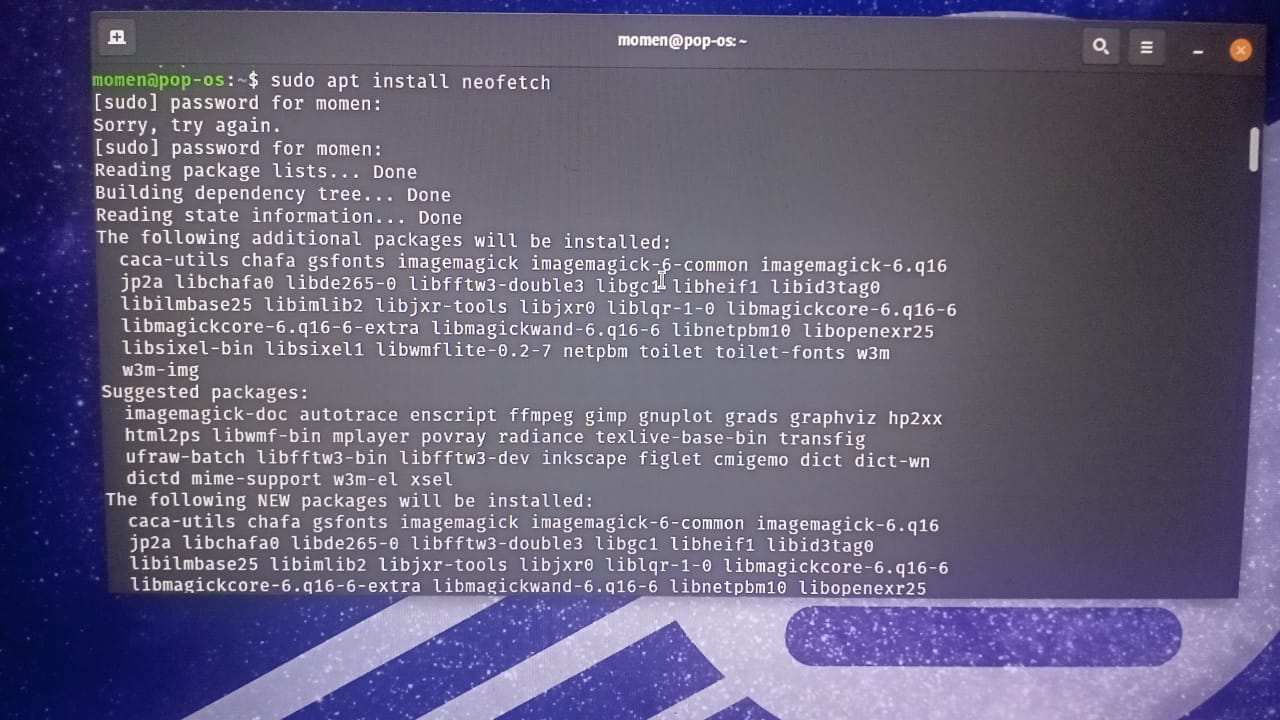 momen@pop-os: ~
momen@pop-os:~$ sudo apt install neofetch
[sudo] password for momen:
Sorry, try again.
[sudo] password for momen:
Reading package lists... Done
Building dependency tree... Done
Reading state information... Done
The following additional packages will be installed:
caca-utils chafa gsfonts imagemagick imagemagick-6-common imagemagick-6.q16
jp2a libchafa0 libde265-0 libfftw3-double3 libgc1 libheif1 libid3tag0
libilmbase25 libimlib2 libjxr-tools libjxr0 liblqr-1-0 libmagickcore-6.q16-6
libmagickcore-6.q16-6-extra libmagickwand-6.q16-6 libnetpbm10 libopenexr25
libsixel-bin libsixel1 libwmflite-0.2-7 netpbm toilet toilet-fonts w3m
w3m-img
Suggested packages:
imagemagick-doc autotrace enscript ffmpeg gimp gnuplot grads graphviz hp2xx
html2ps libwmf-bin mplayer povray radiance texlive-base-bin transfig
ufraw-batch libfftw3-bin libfftw3-dev inkscape figlet cmigemo dict dict-wn
dictd mime-support w3m-el xsel
The following NEW packages will be installed:
caca-utils chafa gsfonts imagemagick imagemagick-6-common imagemagick-6.q16
jp2a libchafa0 libde265-0 libfftw3-double3 libgc1 libheif1 libid3tag0
libilmbase25 libimlib2 libjxr-tools libjxr0 liblqr-1-0 libmagickcore-6.q16-6
libmagickcore-6.q16-6-extra libmagickwand-6.q16-6 libnetpbm10 libopenexr25